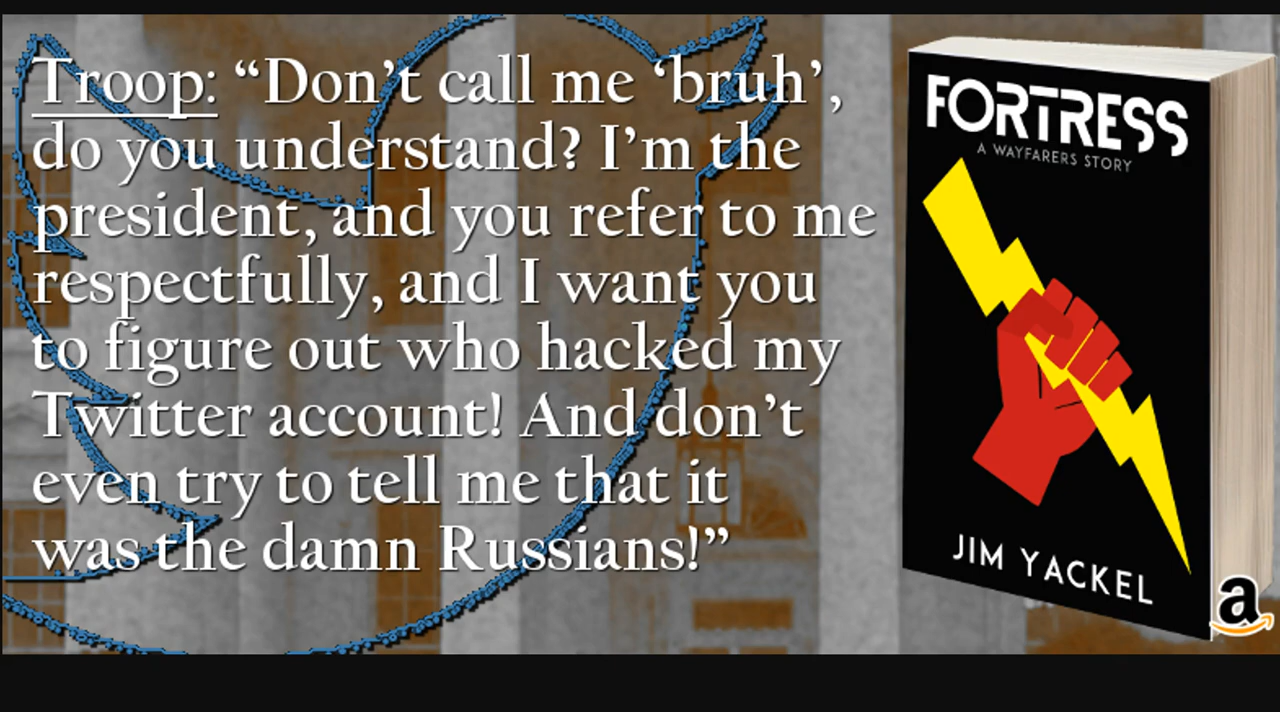 Troop: “Don’t call me ‘bruh’,
do you understand? I’m the
president, and you refer to me
respectfully, and I want you
to figure out who hacked my
Twitter account! And don’t
even try to tell me that it
was the damn Russians!”
FORTRESS
A WAYFARERS STORY
JIM YACKEL
a